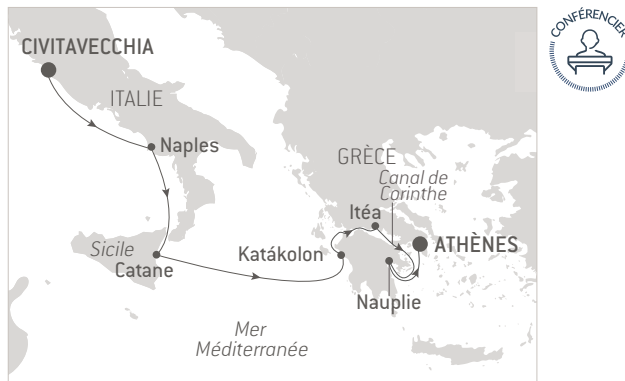 CONFÉRENCIER
CIVITAVECCHIA
ITALIE
Naples
GRÈCE
Canal de
Corinthe
Itéa
ATHÈNES
Sicile
Catane
Katákolon
Nauplie
Mer
Méditerranée